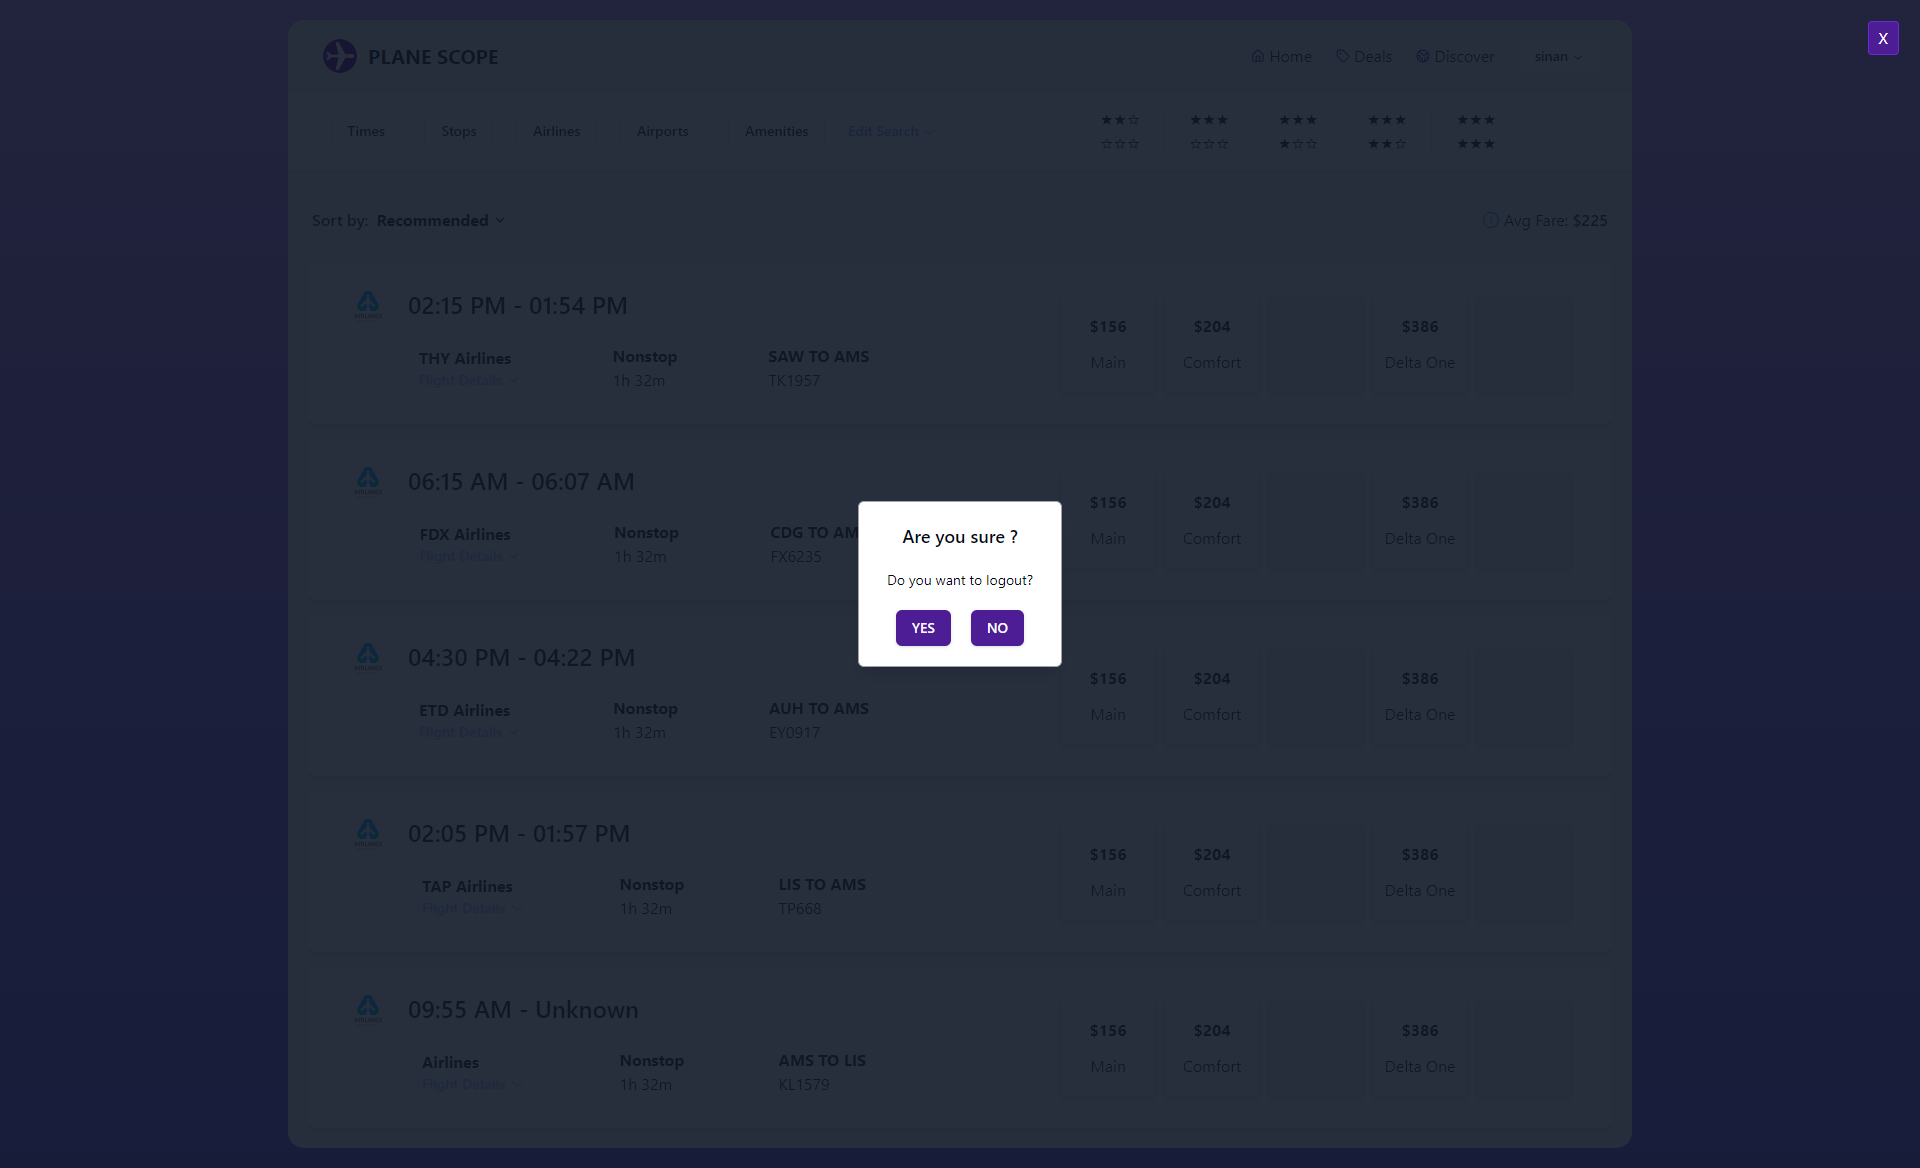 X
PLANE SCOPE
Home Deals Discover sinan
Times Stops Airlines Airports Amenities Edit Search
★★☆ ★★★ ★★★ ★★★ ★★★
☆☆☆ ☆☆☆ ★☆☆ ★★☆ ★★★
Sort by: Recommended
Avg Fare: $225
02:15 PM - 01:54 PM
THY Airlines
Flight Details
Nonstop
1h 32m
SAW TO AMS
TK1957
$156
Main
$204
Comfort
$386
Delta One
06:15 AM - 06:07 AM
FDX Airlines
Flight Details
Nonstop
1h 32m
CDG TO AM
FX6235
$156
Main
$204
Comfort
$386
Delta One
Are you sure ?
Do you want to logout?
YES NO
04:30 PM - 04:22 PM
ETD Airlines
Flight Details
Nonstop
1h 32m
AUH TO AMS
EY0917
$156
Main
$204
Comfort
$386
Delta One
02:05 PM - 01:57 PM
TAP Airlines
Flight Details
Nonstop
1h 32m
LIS TO AMS
TP668
$156
Main
$204
Comfort
$386
Delta One
09:55 AM - Unknown
Airlines
Flight Details
Nonstop
1h 32m
AMS TO LIS
KL1579
$156
Main
$204
Comfort
$386
Delta One